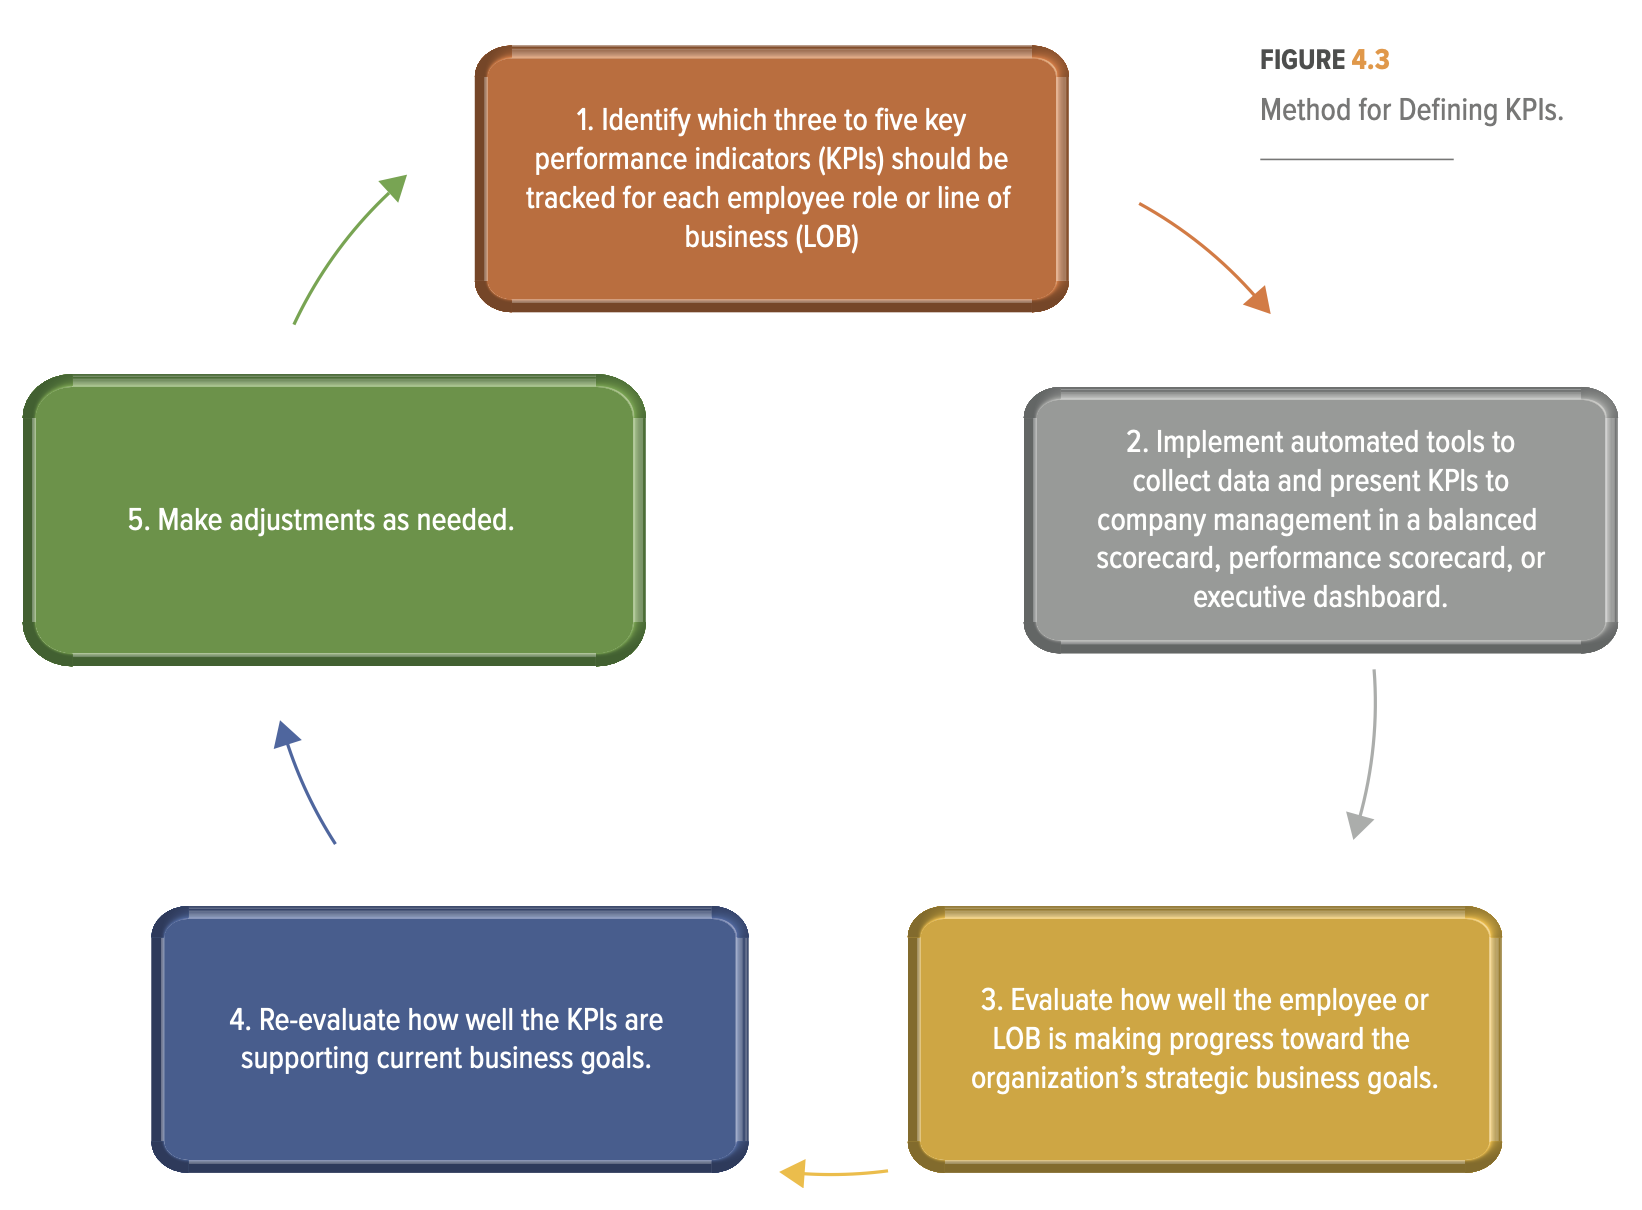 FIGURE 4.3
Method for Defining KPIs.
1. Identify which three to five key
performance indicators (KPIs) should be
tracked for each employee role or line of
business (LOB)
2. Implement automated tools to
collect data and present KPIs to
company management in a balanced
scorecard, performance scorecard, or
executive dashboard.
3. Evaluate how well the employee or
LOB is making progress toward the
organization’s strategic business goals.
4. Re-evaluate how well the KPIs are
supporting current business goals.
5. Make adjustments as needed.